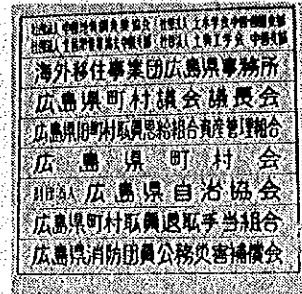 海外移住事業団広島県事務所
広島県町村議会議長会
広島県旧町村職員恩給組合資産管理組合
広島県町村会
財団法人 広島県自治協会
広島県町村職員退職手当組合
広島県消防団員公務災害補償会